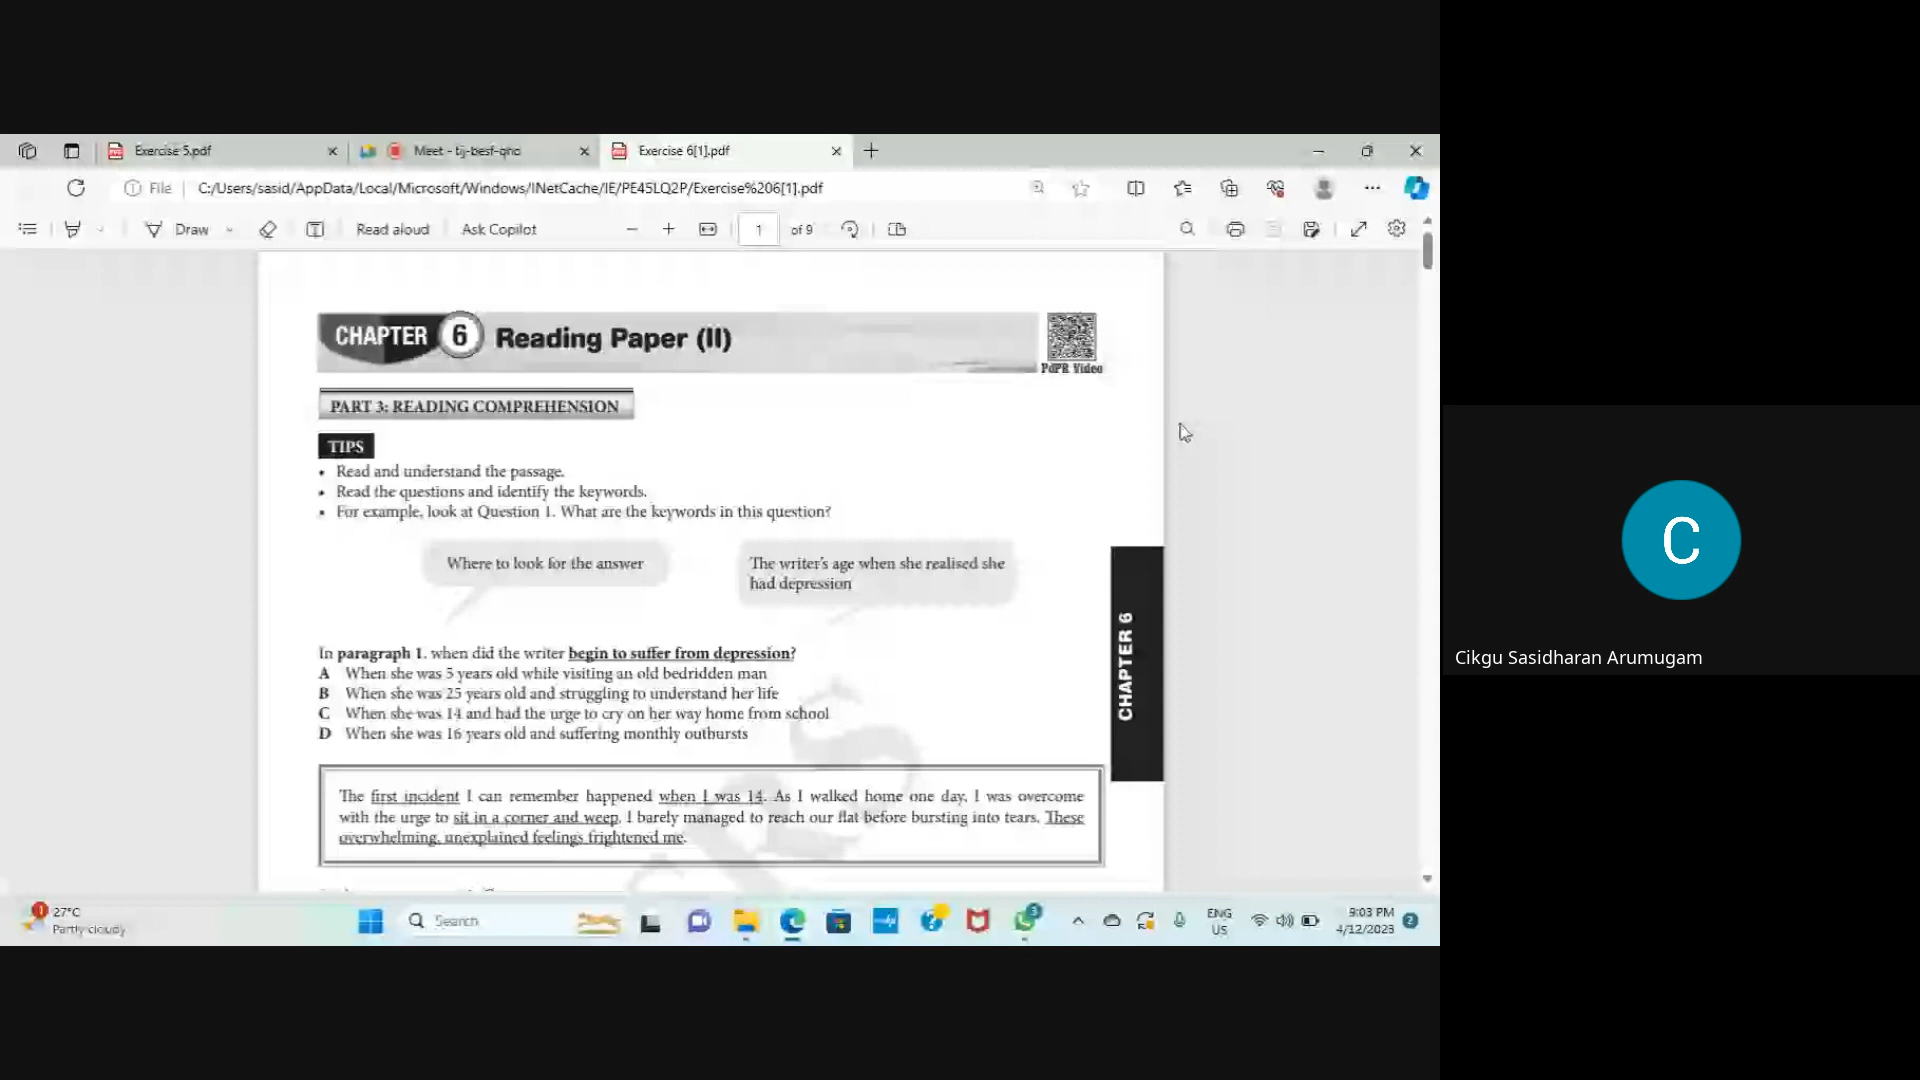 Exercise 5.pdf
Meet - tij-besf-qho
Exercise 6[1].pdf
File C:/Users/sasid/AppData/Local/Microsoft/Windows/INetCache/IE/PE45LQ2P/Exercise%206[1].pdf
Draw Read aloud Ask Copilot 1 of 9
CHAPTER 6 Reading Paper (II)
PdPR Video
PART 3: READING COMPREHENSION
TIPS
• Read and understand the passage.
• Read the questions and identify the keywords.
• For example, look at Question 1. What are the keywords in this question?
Where to look for the answer
The writer's age when she realised she
had depression
In paragraph 1, when did the writer begin to suffer from depression?
A When she was 5 years old while visiting an old bedridden man
B When she was 25 years old and struggling to understand her life
C When she was 14 and had the urge to cry on her way home from school
D When she was 16 years old and suffering monthly outbursts
CHAPTER 6
The first incident I can remember happened when I was 14. As I walked home one day, I was overcome
with the urge to sit in a corner and weep. I barely managed to reach our flat before bursting into tears. These
overwhelming, unexplained feelings frightened me.
27°C
Partly cloudy
Search
ENG
US
9:03 PM
4/12/2023
C
Cikgu Sasidharan Arumugam